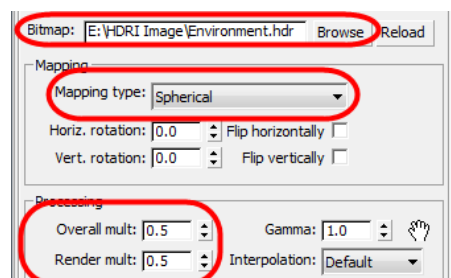 Bitmap: E:\HDRI Image\Environment.hdr Browse Reload
Mapping
Mapping type: Spherical
Horiz. rotation: 0.0 Flip horizontally
Vert. rotation: 0.0 Flip vertically
Processing
Overall mult: 0.5 Gamma: 1.0
Render mult: 0.5 Interpolation: Default